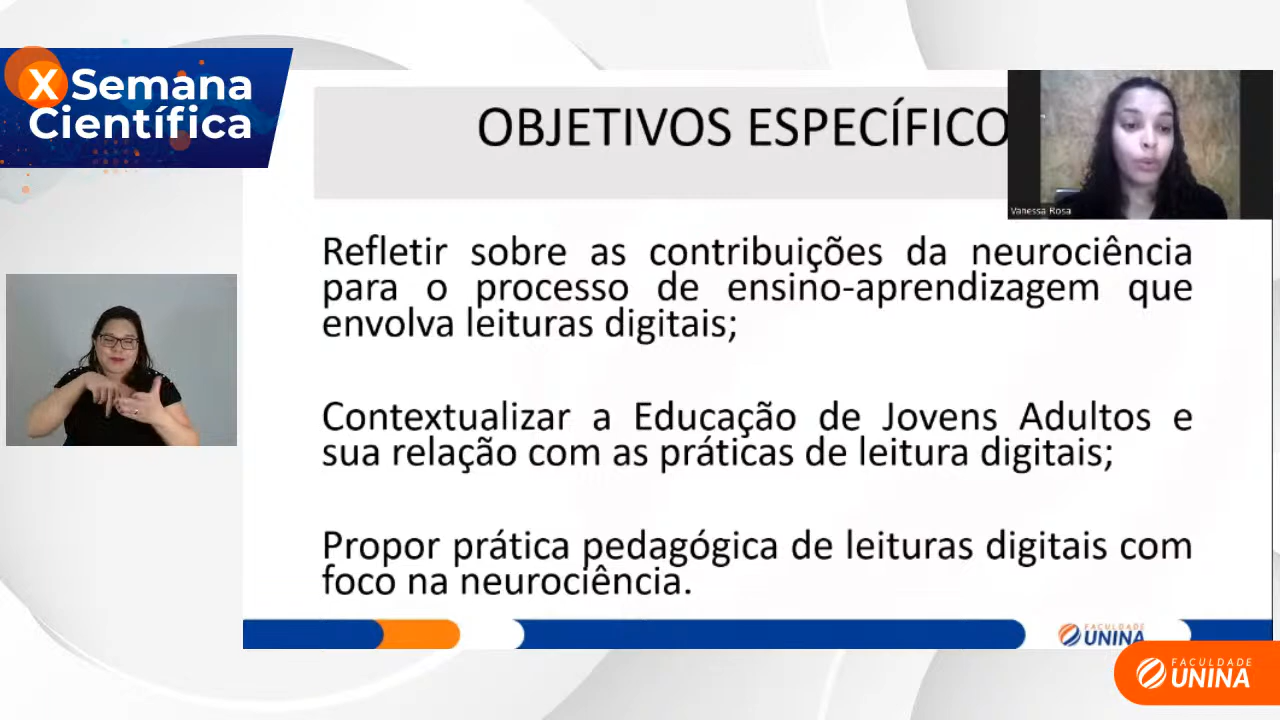 X Semana
Científica
OBJETIVOS ESPECÍFICO
Vanessa Rosa
Refletir sobre as contribuições da neurociência
para o processo de ensino-aprendizagem que
envolva leituras digitais;
Contextualizar a Educação de Jovens Adultos e
sua relação com as práticas de leitura digitais;
Propor prática pedagógica de leituras digitais com
foco na neurociência.
FACULDADE
UNINA
FACULDADE
UNINA